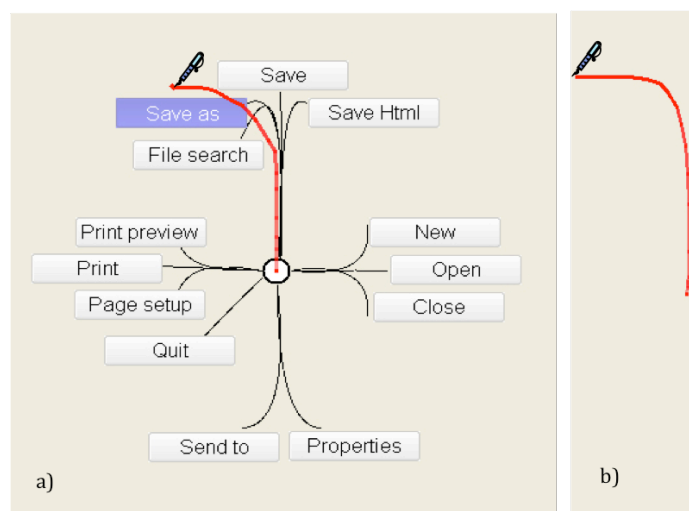 Save
Save as
Save Html
File search
Print preview
New
Print
Open
Page setup
Close
Quit
Send to
Properties
a)
b)